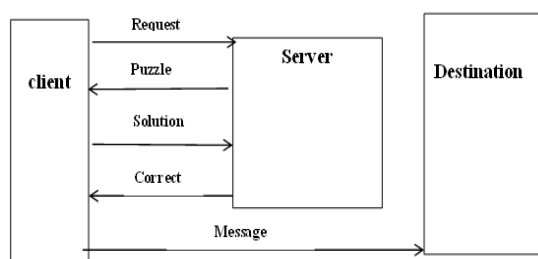 Request
Server
Puzzle
client
Destination
Solution
Correct
Message